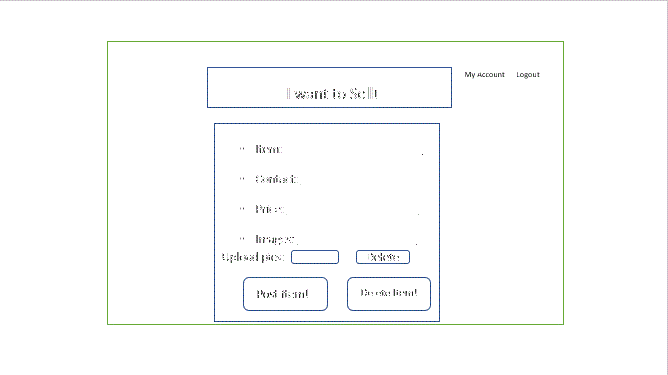 My Account Logout
I want to Sell!
Item:
Contact:
Price:
Images:
Upload pics: Delete
Post item! Delete Item!